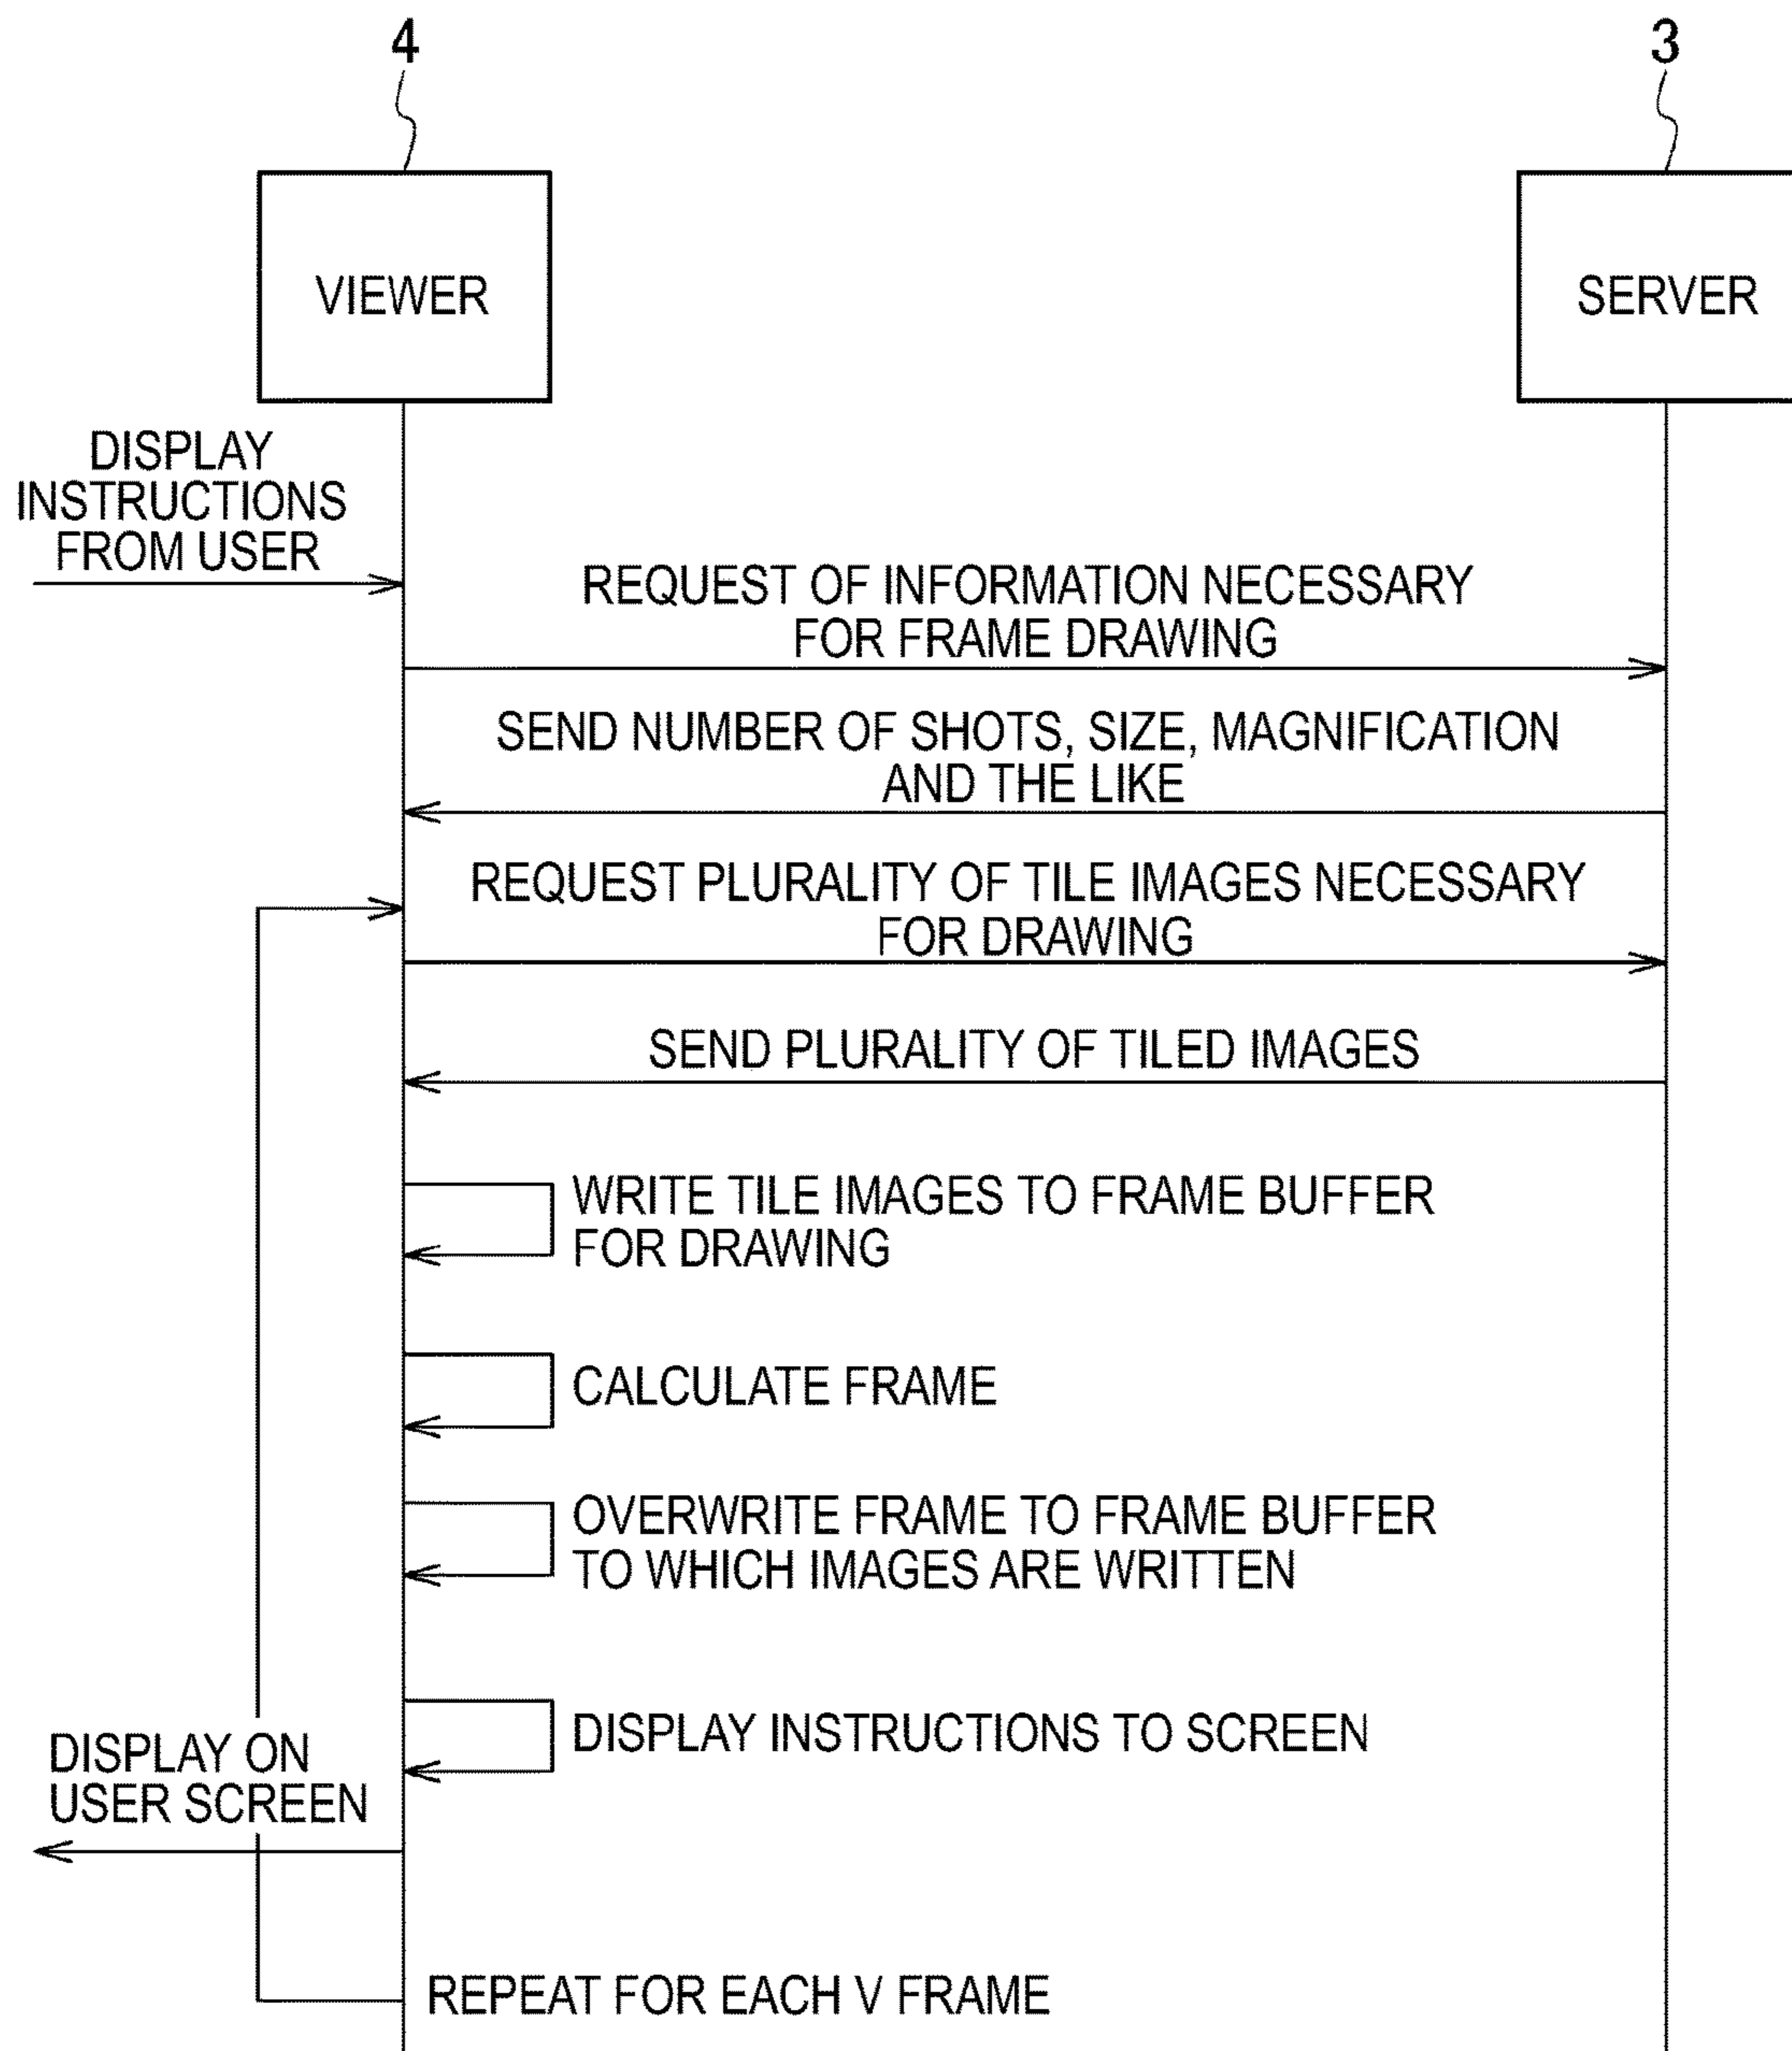 4
3
VIEWER
SERVER
DISPLAY
INSTRUCTIONS
FROM USER
REQUEST OF INFORMATION NECESSARY
FOR FRAME DRAWING
SEND NUMBER OF SHOTS, SIZE, MAGNIFICATION
AND THE LIKE
REQUEST PLURALITY OF TILE IMAGES NECESSARY
FOR DRAWING
SEND PLURALITY OF TILED IMAGES
WRITE TILE IMAGES TO FRAME BUFFER
FOR DRAWING
CALCULATE FRAME
OVERWRITE FRAME TO FRAME BUFFER
TO WHICH IMAGES ARE WRITTEN
DISPLAY INSTRUCTIONS TO SCREEN
DISPLAY ON
USER SCREEN
REPEAT FOR EACH V FRAME